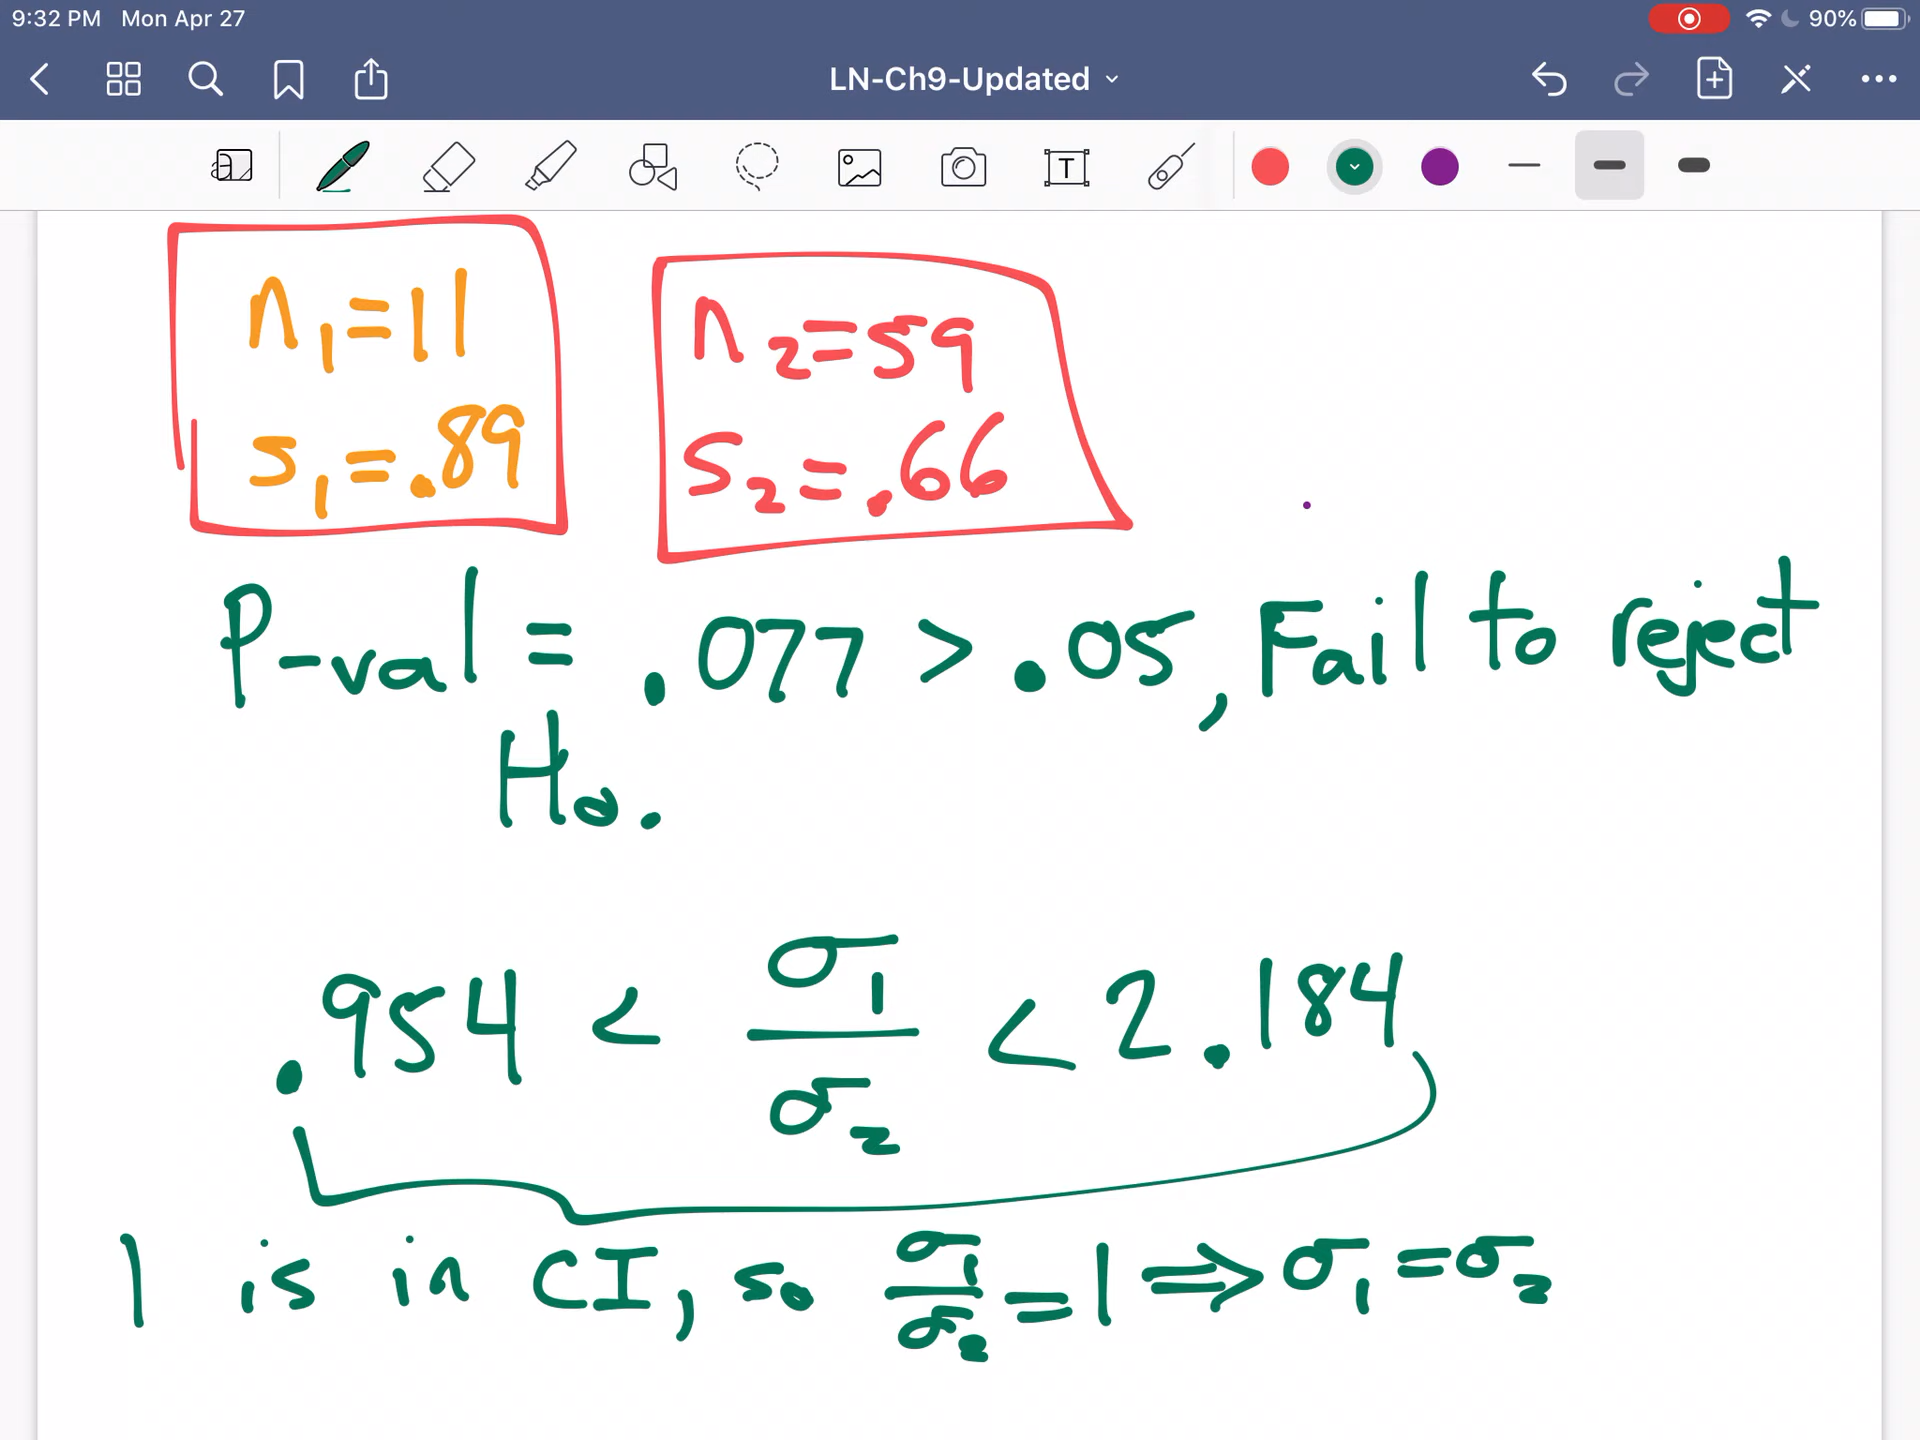 9:32 PM Mon Apr 27 90%
LN-Ch9-Updated
T
n₁=11
s₁=.89
n₂=59
s₂=.66
P-val = .077 > .05, Fail to reject
H₀.
.954 < σ₁/σ₂ < 2.184
1 is in CI, so σ₁/σ₂ = 1 ⇒ σ₁=σ₂